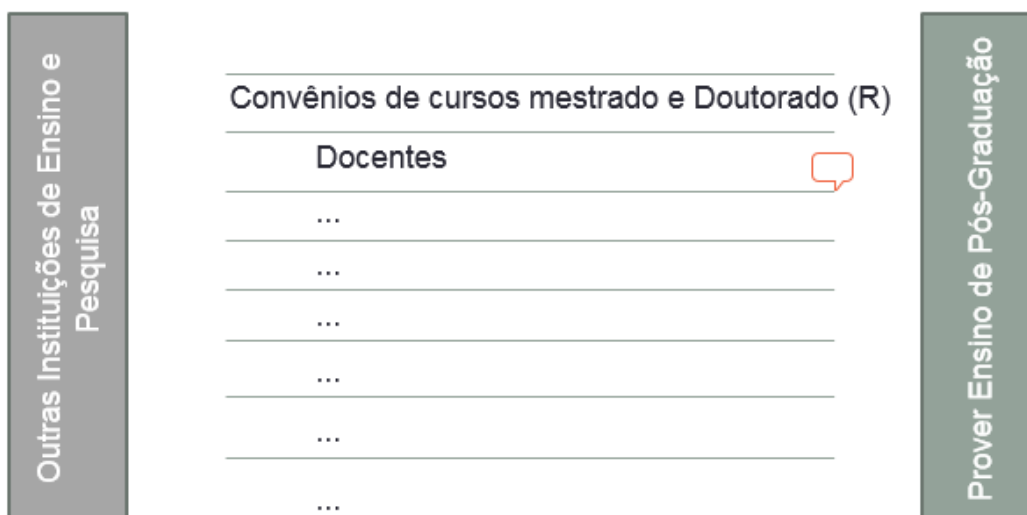 Outras Instituições de Ensino e
Pesquisa
Convênios de cursos mestrado e Doutorado (R)
Docentes
...
...
...
...
...
...
Prover Ensino de Pós-Graduação